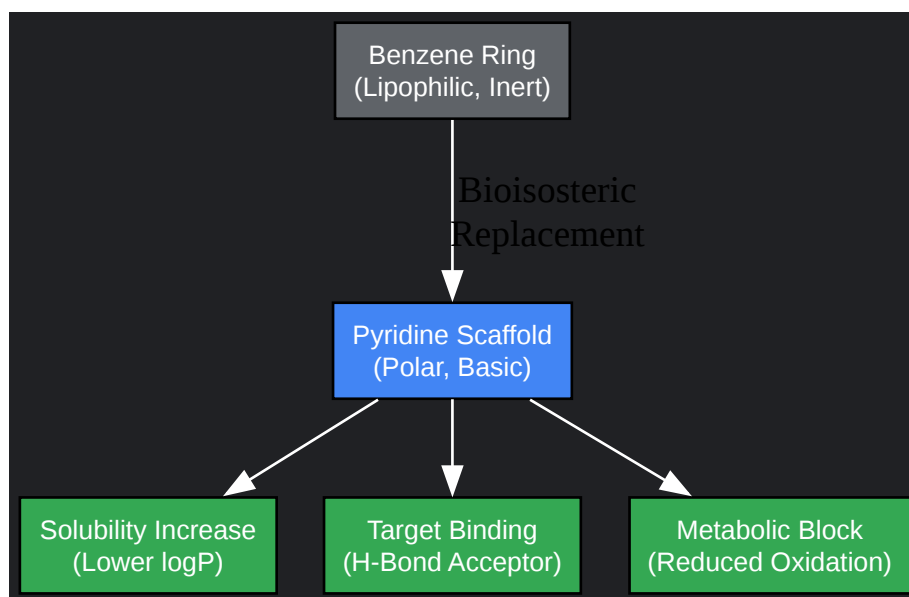 Benzene Ring
(Lipophilic, Inert)
Bioisosteric
Replacement
Pyridine Scaffold
(Polar, Basic)
Solubility Increase
(Lower logP)
Target Binding
(H-Bond Acceptor)
Metabolic Block
(Reduced Oxidation)